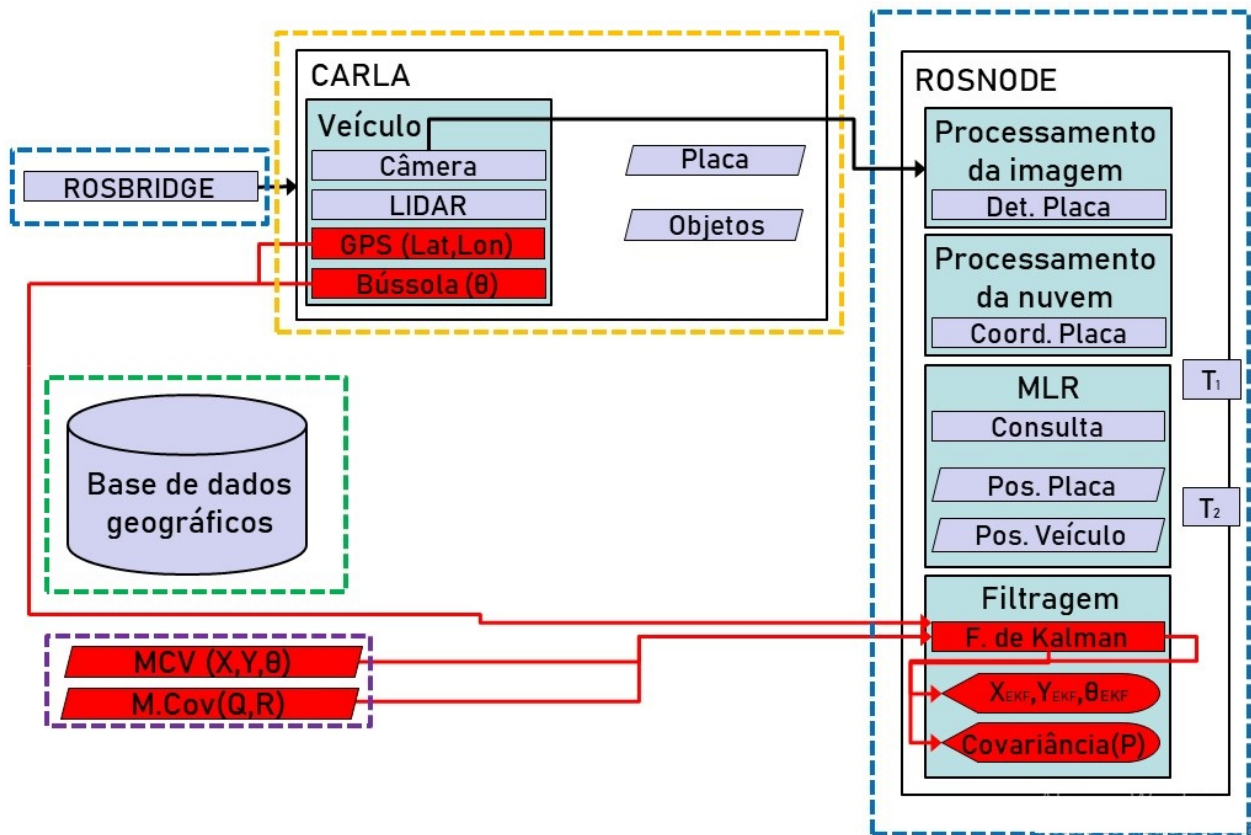 CARLA
Veículo
Câmera
LIDAR
GPS (Lat,Lon)
Bússola (θ)
Placa
Objetos
ROSBRIDGE
Base de dados
geográficos
MCV (X,Y,θ)
M.Cov(Q,R)
ROSNODE
Processamento
da imagem
Det. Placa
Processamento
da nuvem
Coord. Placa
MLR
Consulta
Pos. Placa
Pos. Veículo
T₁
T₂
Filtragem
F. de Kalman
XEKF,YEKF,θEKF
Covariância(P)